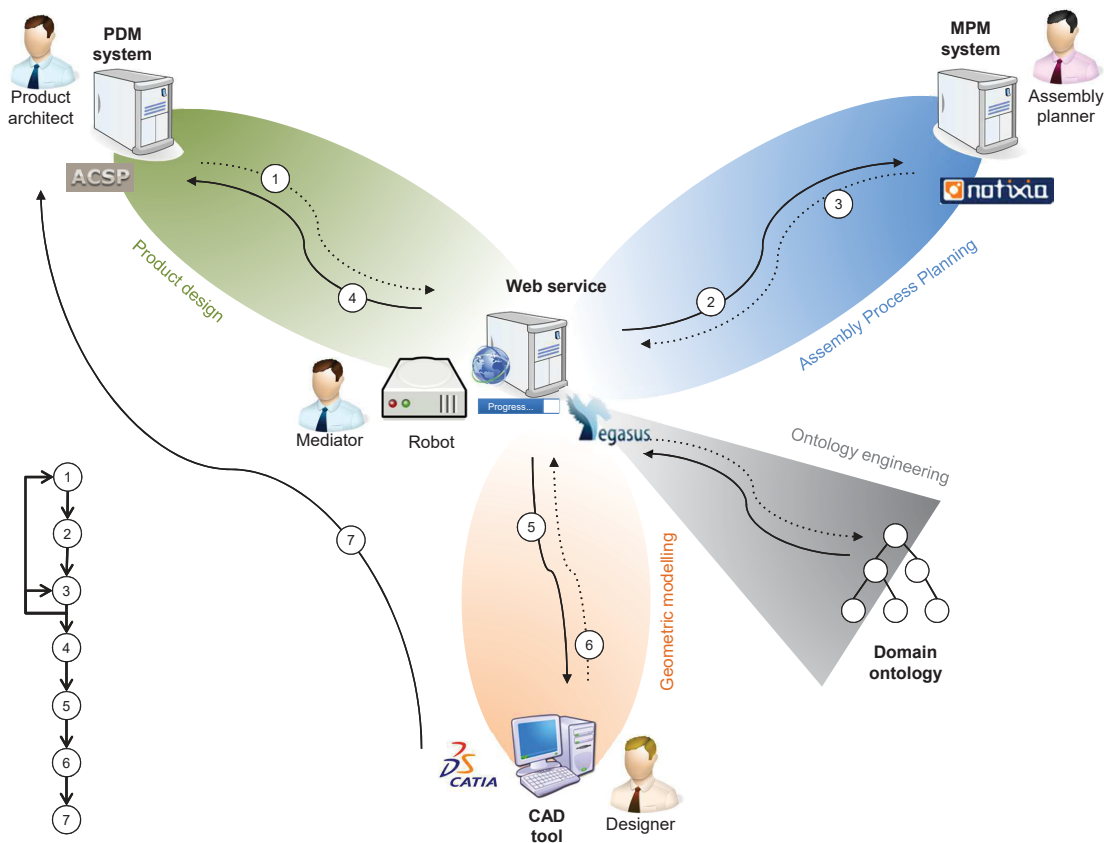 PDM
system
Product
architect
ACSP
MPM
system
Assembly
planner
notixia
1
4
Product design
2
3
Assembly Process Planning
Web service
Progress...
Mediator
Robot
egasus
Ontology engineering
Domain
ontology
5
6
Geometric modelling
7
DS
CATIA
CAD
tool
Designer
1
2
3
4
5
6
7